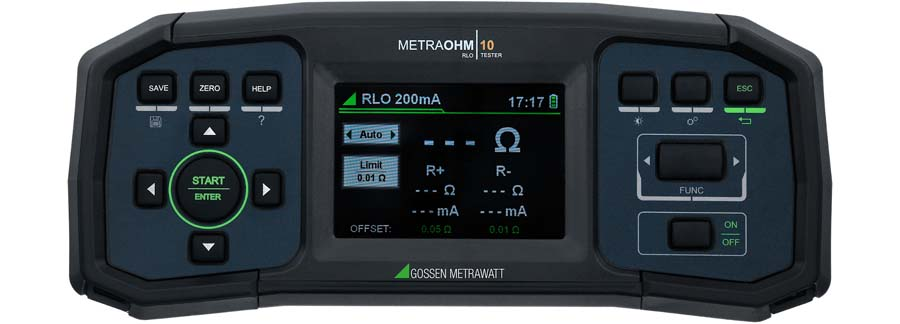 METRAOHM 10
RLO TESTER
SAVE ZERO HELP
?
START
ENTER
RLO 200mA 17:17
Auto
--- Ω
Limit
0.01 Ω
R+ R-
--- Ω --- Ω
--- mA --- mA
OFFSET: 0.05 Ω 0.01 Ω
ESC
FUNC
ON
OFF
GOSSEN METRAWATT